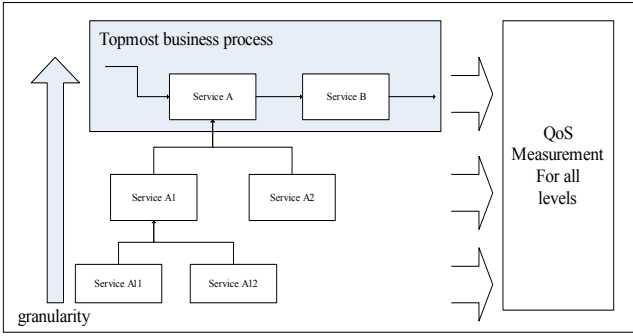 Topmost business process
Service A
Service B
QoS
Measurement
For all
levels
Service A1
Service A2
Service A11
Service A12
granularity